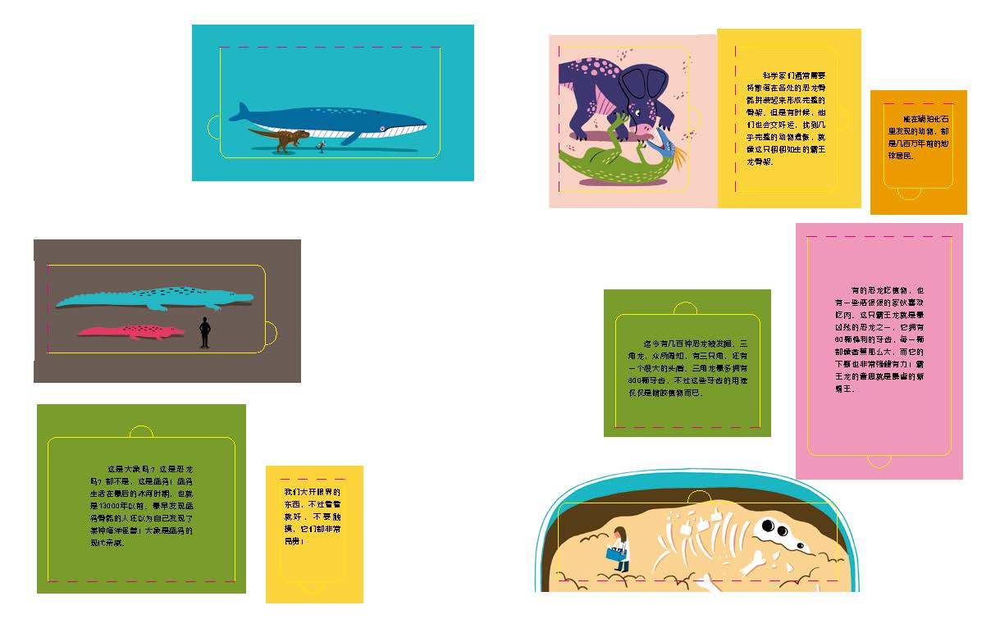 科学家们通常需要
将散落在各处的恐龙骨
骼拼装起来形成完整的
骨架。但是有时候，他
们也会交好运，找到几
乎完整的动物遗骸，就
像这只栩栩如生的霸王
龙骨架。
能在琥珀化石
里发现的动物，都
是几百万年前的地
球居民。
有的恐龙吃植物，也
有一些恶狠狠的家伙喜欢
吃肉。这只霸王龙就是最
凶残的恐龙之一，它拥有
60颗锋利的牙齿，每一颗
都像香蕉那么大，而它的
下颚也非常强健有力！霸
王龙的意思就是暴虐的蜥
蜴王。
迄今有几百种恐龙被发掘。三
角龙，众所周知，有三只角，还有
一个很大的头盾。三角龙最多拥有
800颗牙齿，不过这些牙齿的用途
仅仅是啃咬植物而已。
这是大象吗？这是恐龙
吗？都不是，这是猛犸！猛犸
生活在最后的冰河时期，也就
是13000年以前。最早发现猛
犸骨骼的人还以为自己发现了
某种海洋怪兽！大象是猛犸的
现代亲戚。
我们大开眼界的
东西，不过看看
就好，不要触
摸，它们都非常
昂贵！